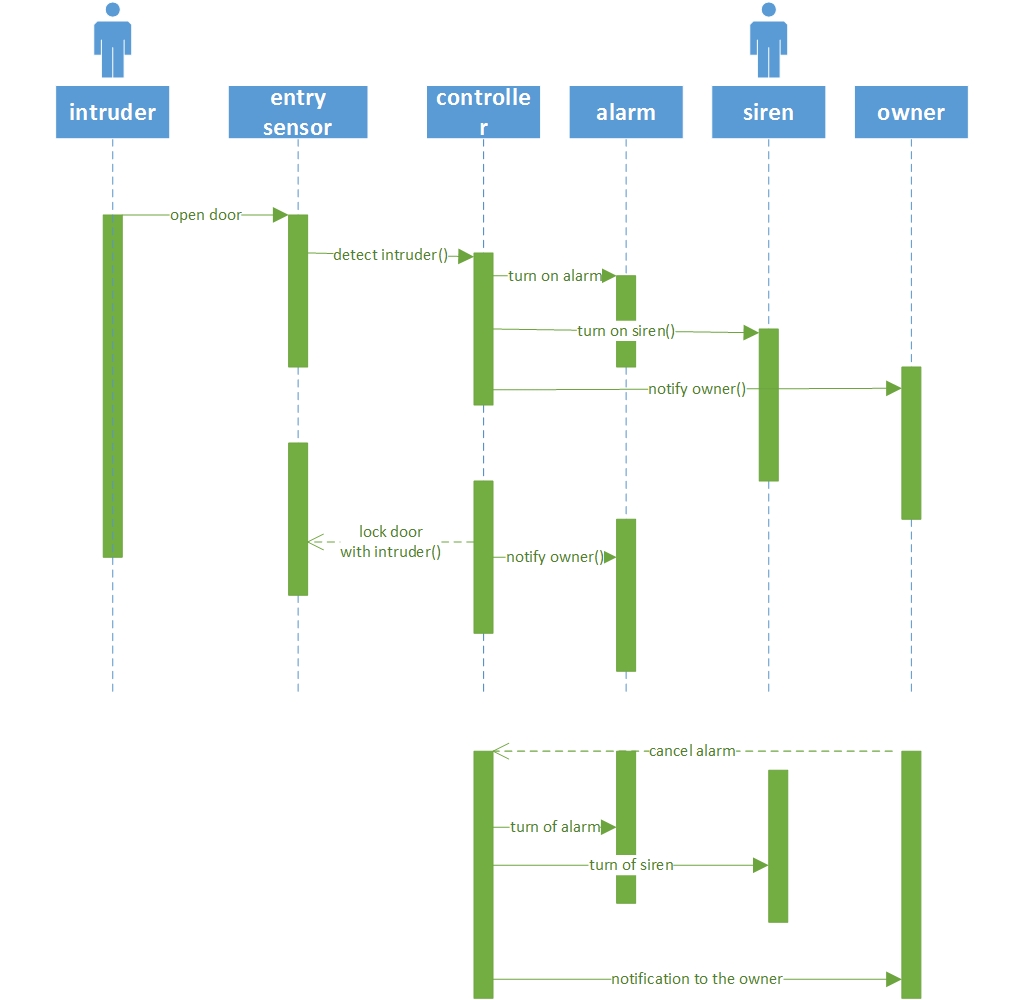 intruder
entry
sensor
controlle
r
alarm
siren
owner
open door
detect intruder()
turn on alarm
turn on siren()
notify owner()
lock door
with intruder()
notify owner()
cancel alarm
turn of alarm
turn of siren
notification to the owner